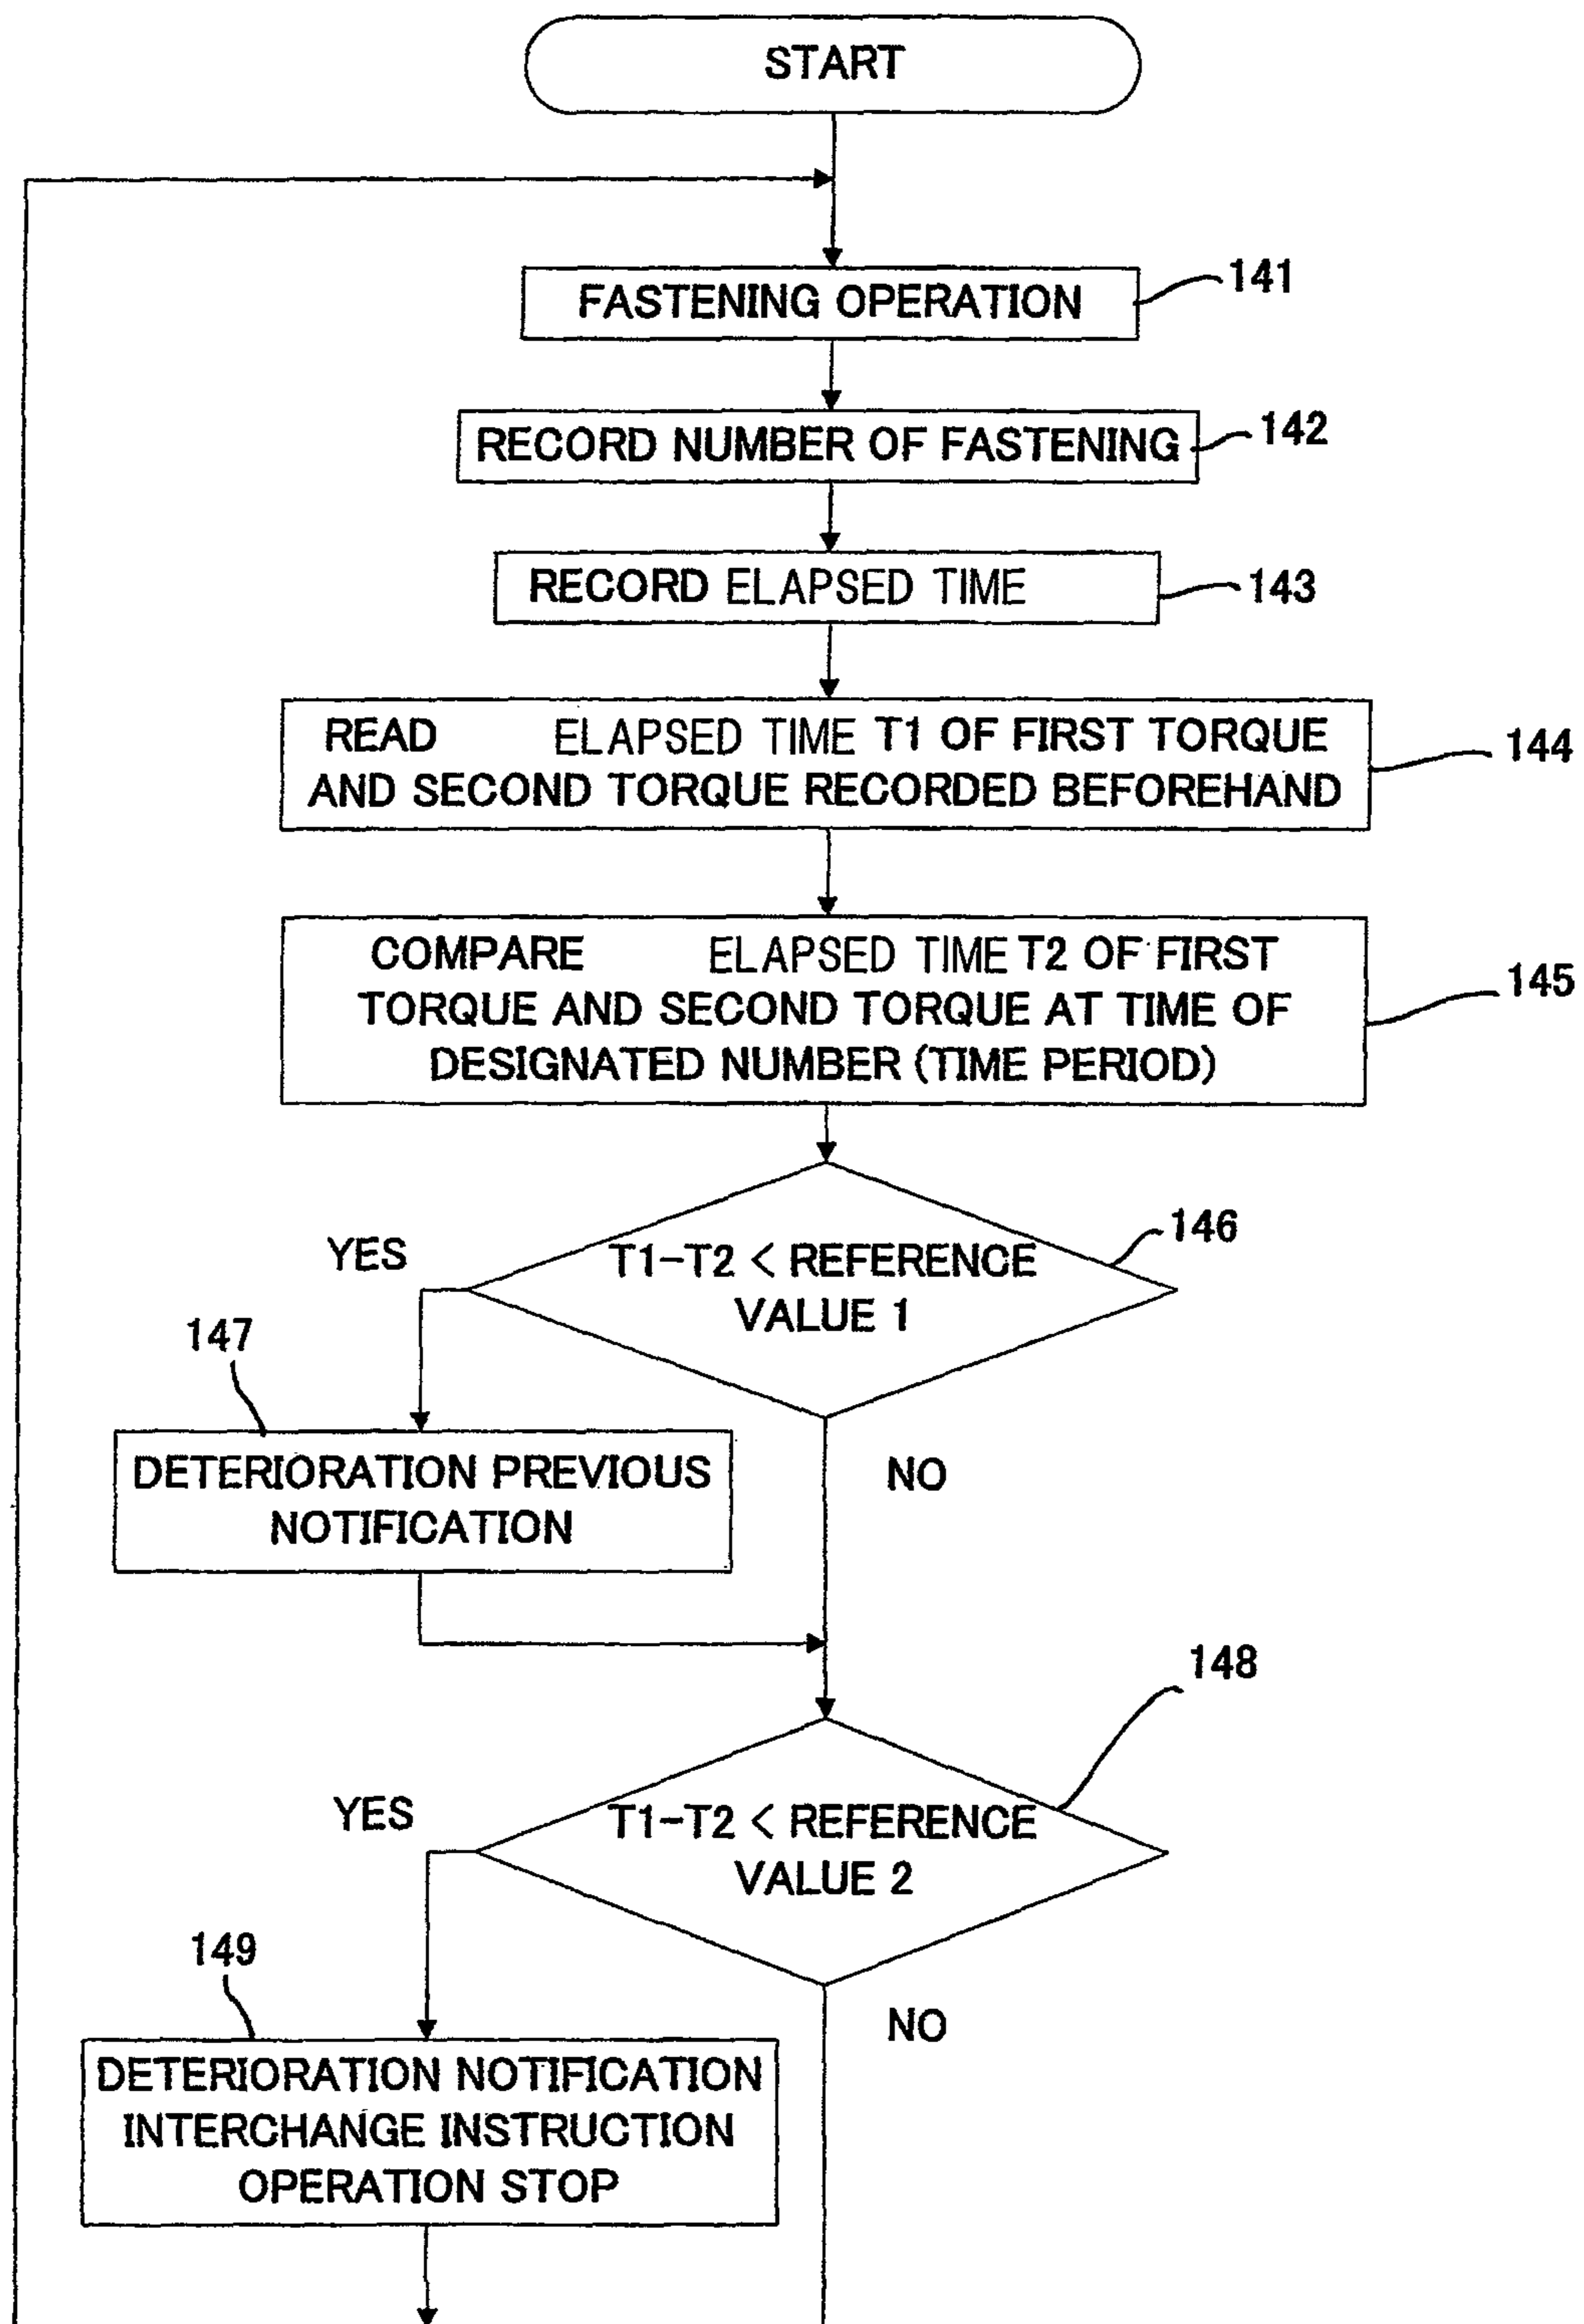 START
FASTENING OPERATION
141
RECORD NUMBER OF FASTENING
142
RECORD ELAPSED TIME
143
READ ELAPSED TIME T1 OF FIRST TORQUE
AND SECOND TORQUE RECORDED BEFOREHAND
144
COMPARE ELAPSED TIME T2 OF FIRST
TORQUE AND SECOND TORQUE AT TIME OF
DESIGNATED NUMBER (TIME PERIOD)
145
T1-T2 < REFERENCE
VALUE 1
146
YES
147
DETERIORATION PREVIOUS
NOTIFICATION
NO
148
T1-T2 < REFERENCE
VALUE 2
YES
149
DETERIORATION NOTIFICATION
INTERCHANGE INSTRUCTION
OPERATION STOP
NO